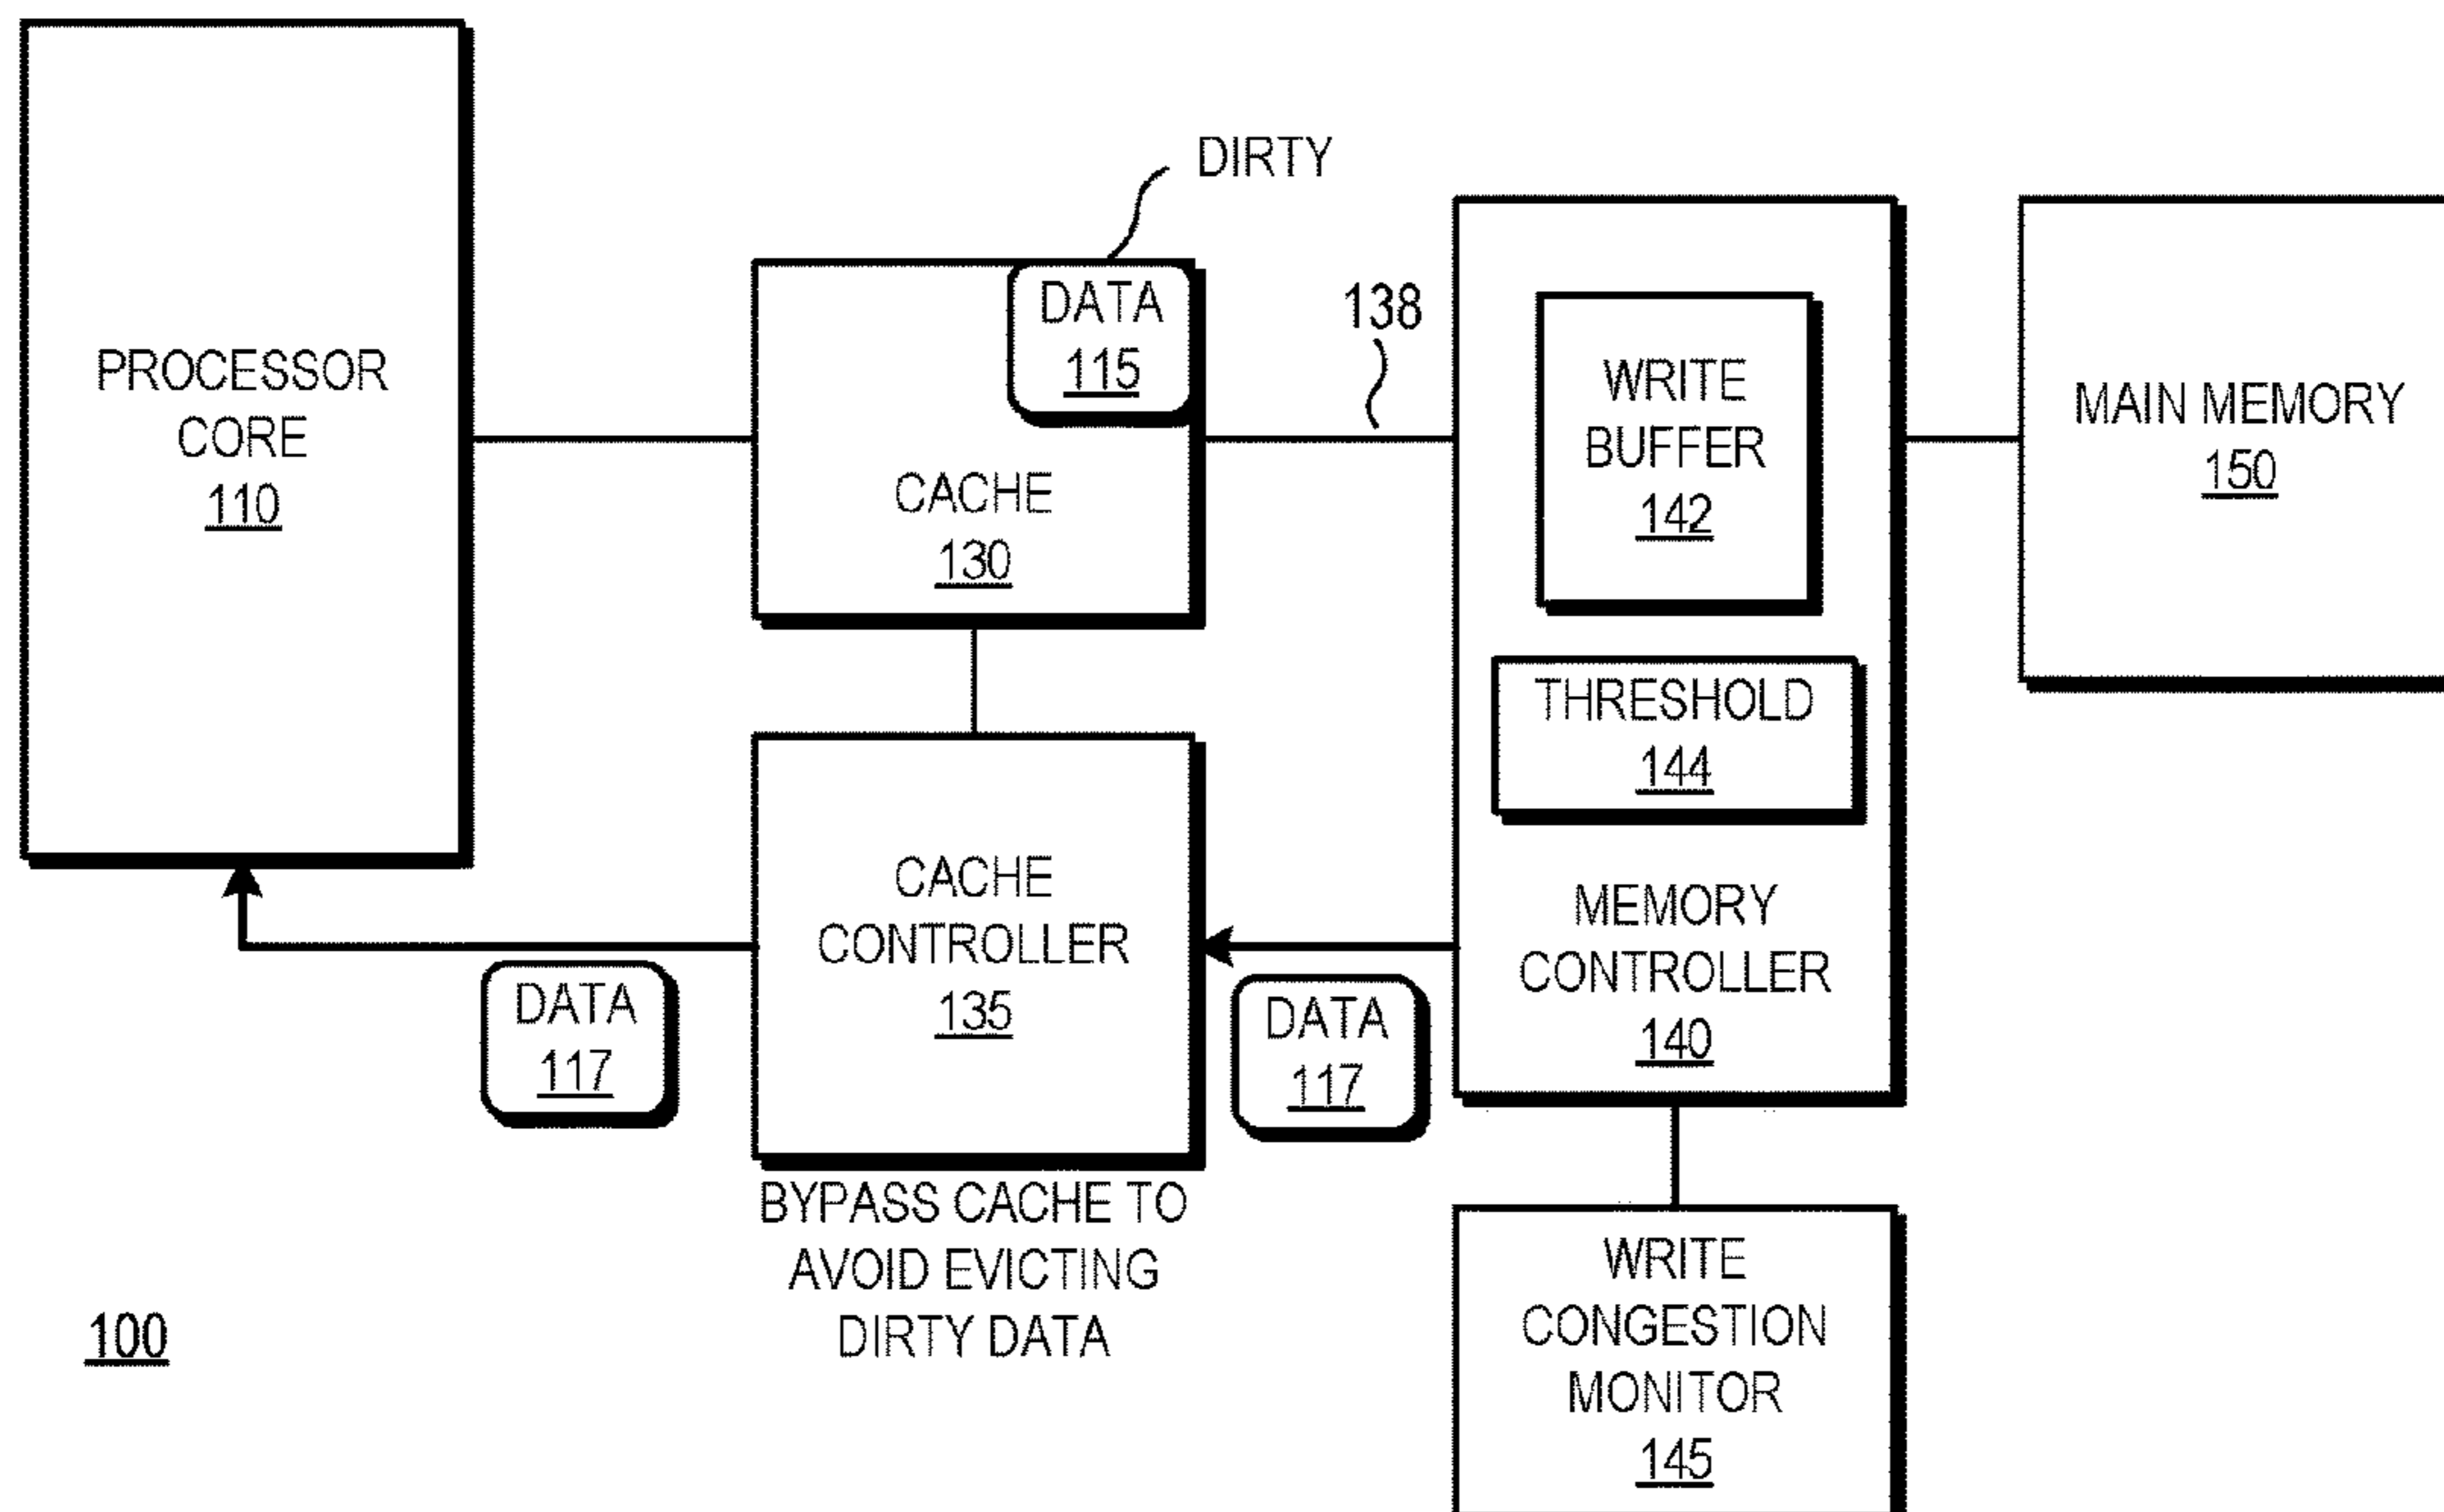 PROCESSOR
CORE
110
DIRTY
DATA
115
CACHE
130
138
WRITE
BUFFER
142
THRESHOLD
144
MEMORY
CONTROLLER
140
MAIN MEMORY
150
CACHE
CONTROLLER
135
DATA
117
DATA
117
BYPASS CACHE TO
AVOID EVICTING
DIRTY DATA
WRITE
CONGESTION
MONITOR
145
100